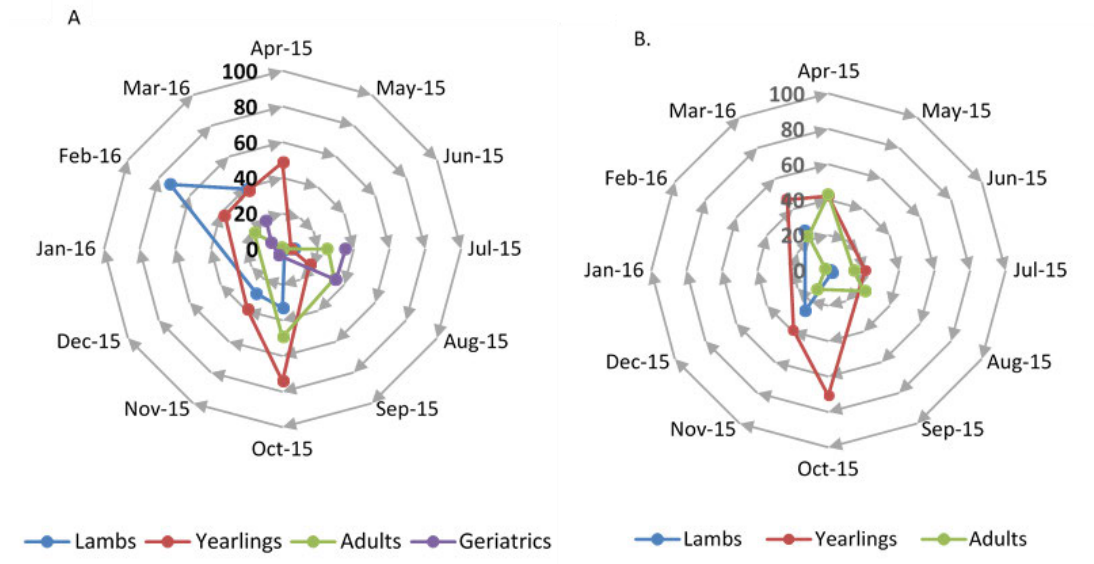 A
Apr-15
May-15
Jun-15
Jul-15
Aug-15
Sep-15
Oct-15
Nov-15
Dec-15
Jan-16
Feb-16
Mar-16
100
80
60
40
20
0
Lambs Yearlings Adults Geriatrics
B.
Apr-15
May-15
Jun-15
Jul-15
Aug-15
Sep-15
Oct-15
Nov-15
Dec-15
Jan-16
Feb-16
Mar-16
100
80
60
40
20
0
Lambs Yearlings Adults